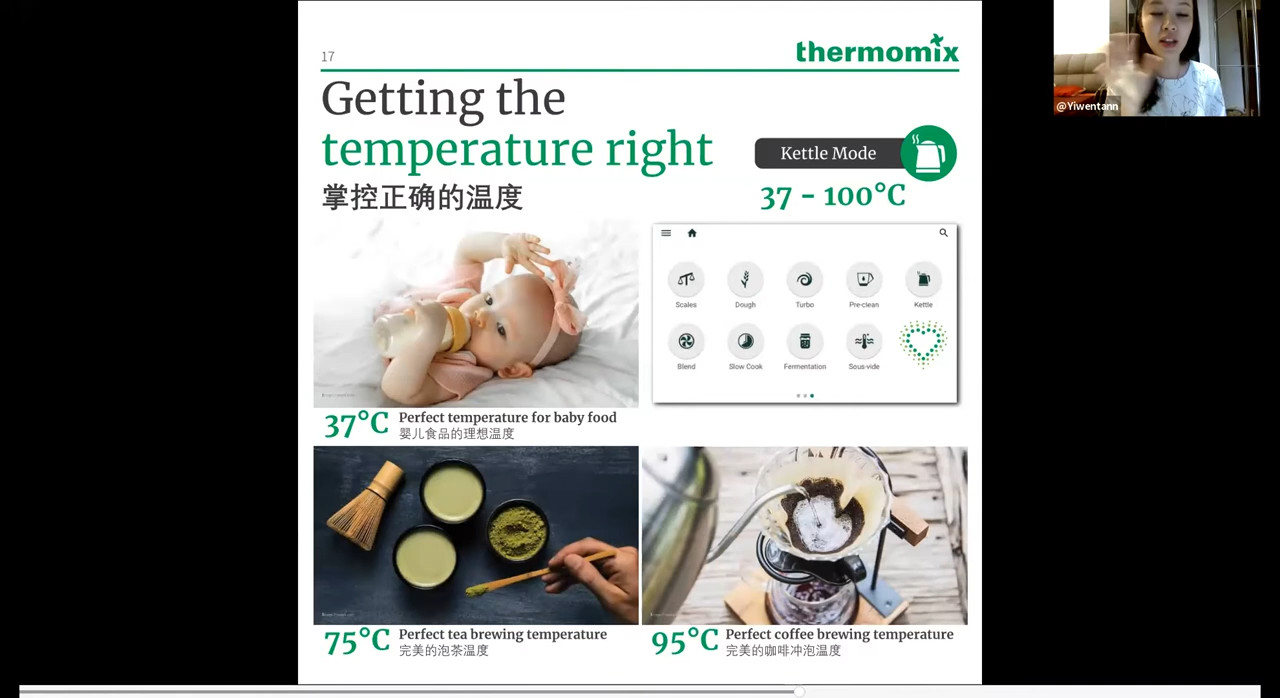 17
thermomix
Getting the
temperature right
掌控正确的温度
Kettle Mode
37 - 100°C
Scales
Dough
Turbo
Pre-clean
Kettle
Blend
Slow Cook
Fermentation
Sous-vide
37°C
Perfect temperature for baby food
婴儿食品的理想温度
75°C
Perfect tea brewing temperature
完美的泡茶温度
95°C
Perfect coffee brewing temperature
完美的咖啡冲泡温度
@Yiwentann